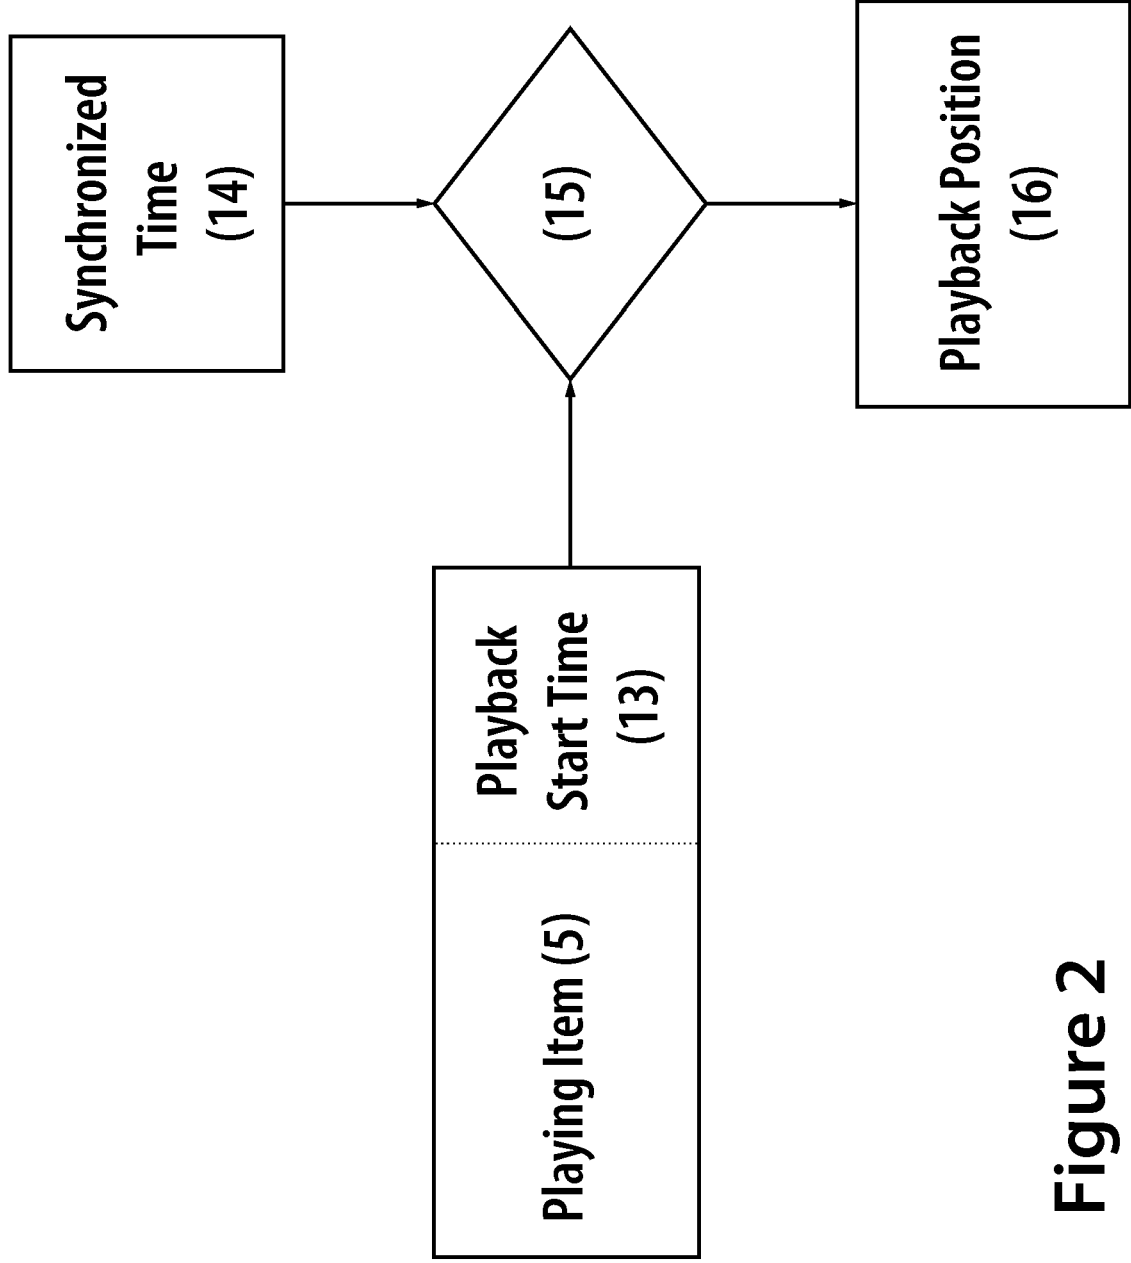 Playing Item (5)
Playback
Start Time
(13)
Synchronized
Time
(14)
(15)
Playback Position
(16)
Figure 2